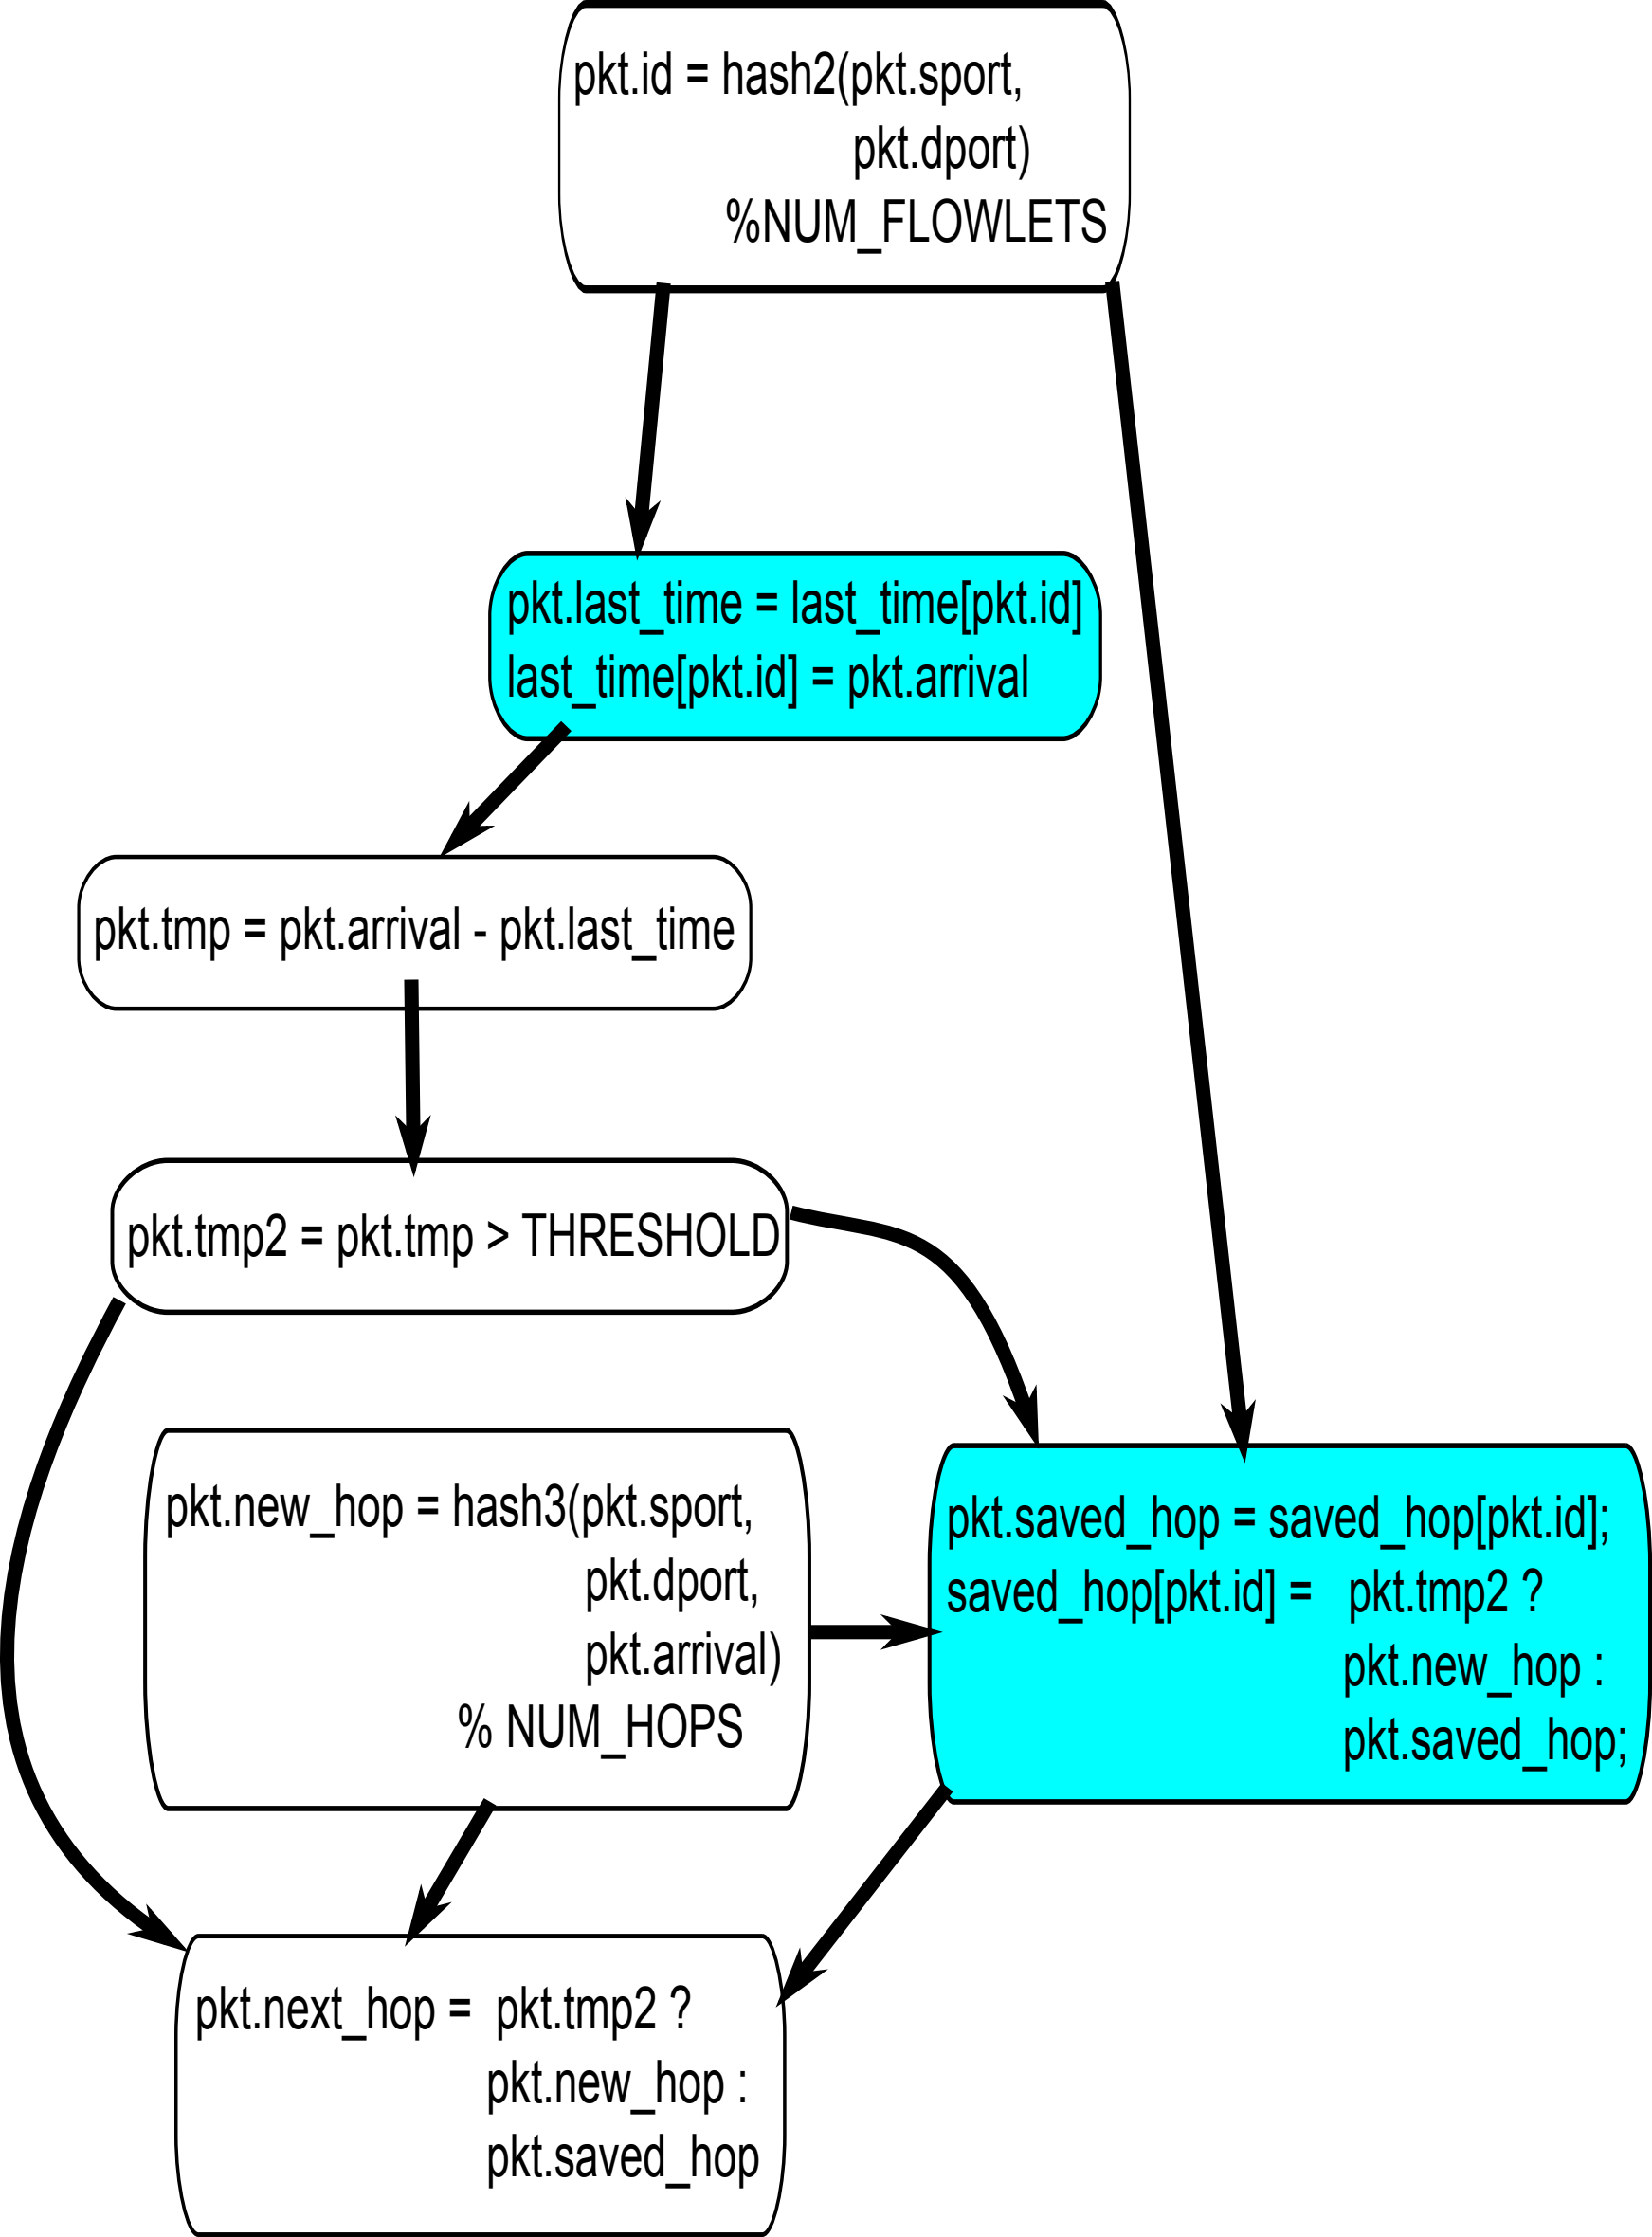 pkt.id = hash2(pkt.sport,
pkt.dport)
%NUM_FLOWLETS
pkt.last_time = last_time[pkt.id]
last_time[pkt.id] = pkt.arrival
pkt.tmp = pkt.arrival - pkt.last_time
pkt.tmp2 = pkt.tmp > THRESHOLD
pkt.new_hop = hash3(pkt.sport,
pkt.dport,
pkt.arrival)
% NUM_HOPS
pkt.saved_hop = saved_hop[pkt.id];
saved_hop[pkt.id] = pkt.tmp2 ?
pkt.new_hop :
pkt.saved_hop;
pkt.next_hop = pkt.tmp2 ?
pkt.new_hop :
pkt.saved_hop